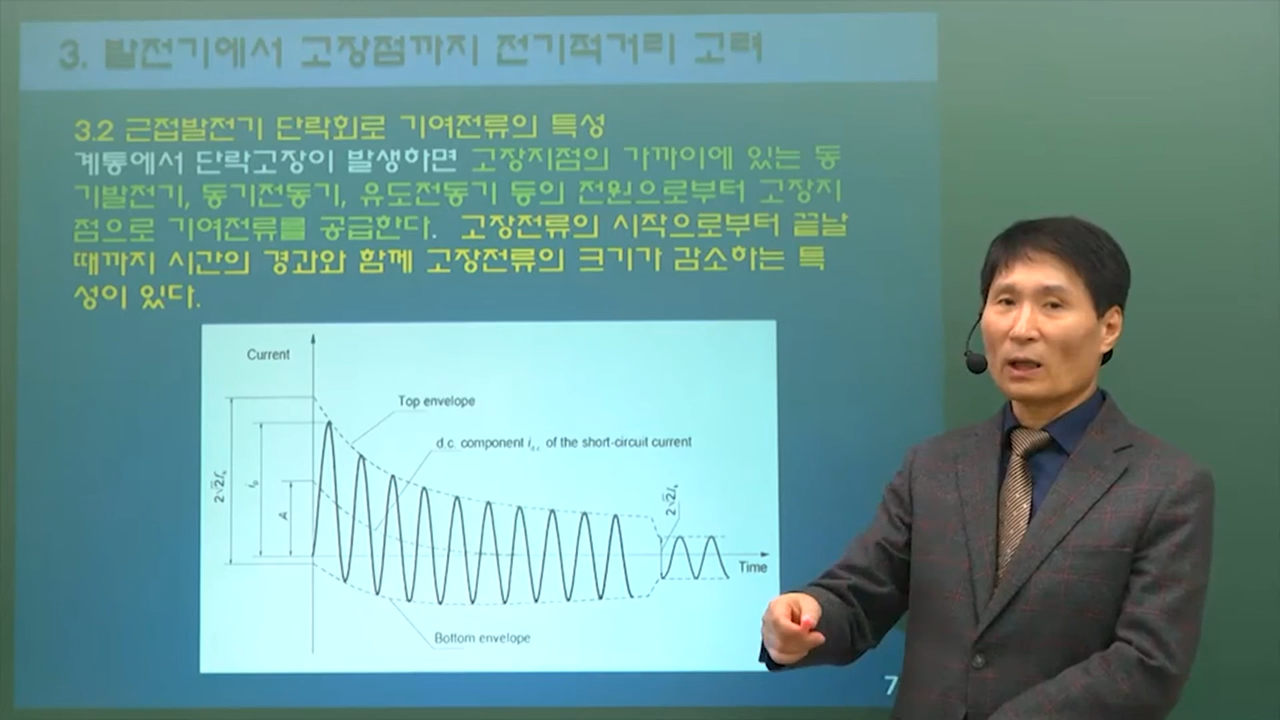 3. 발전기에서 고장점까지 전기적거리 고려
3.2 근접발전기 단락회로 기여전류의 특성
계통에서 단락고장이 발생하면 고장지점의 가까이에 있는 동
기발전기, 동기전동기, 유도전동기 등의 전원으로부터 고장지
점으로 기여전류를 공급한다. 고장전류의 시작으로부터 끝날
때까지 시간의 경과와 함께 고장전류의 크기가 감소하는 특
성이 있다.
Current
Top envelope
d.c. component i d.c. of the short-circuit current
2√2I"k
ip
A
2√2Ik
Time
Bottom envelope
7